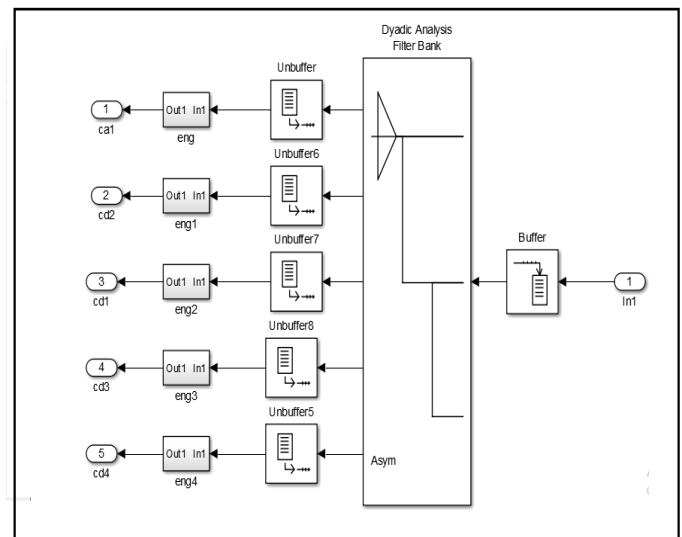 Dyadic Analysis
Filter Bank
Unbuffer
1
Out1 In1
ca1
eng
Unbuffer6
2
Out1 In1
cd2
eng1
Unbuffer7
Buffer
3
Out1 In1
1
cd1
eng2
In1
Unbuffer8
4
Out1 In1
cd3
eng3
Unbuffer5
5
Out1 In1
Asym
cd4
eng4